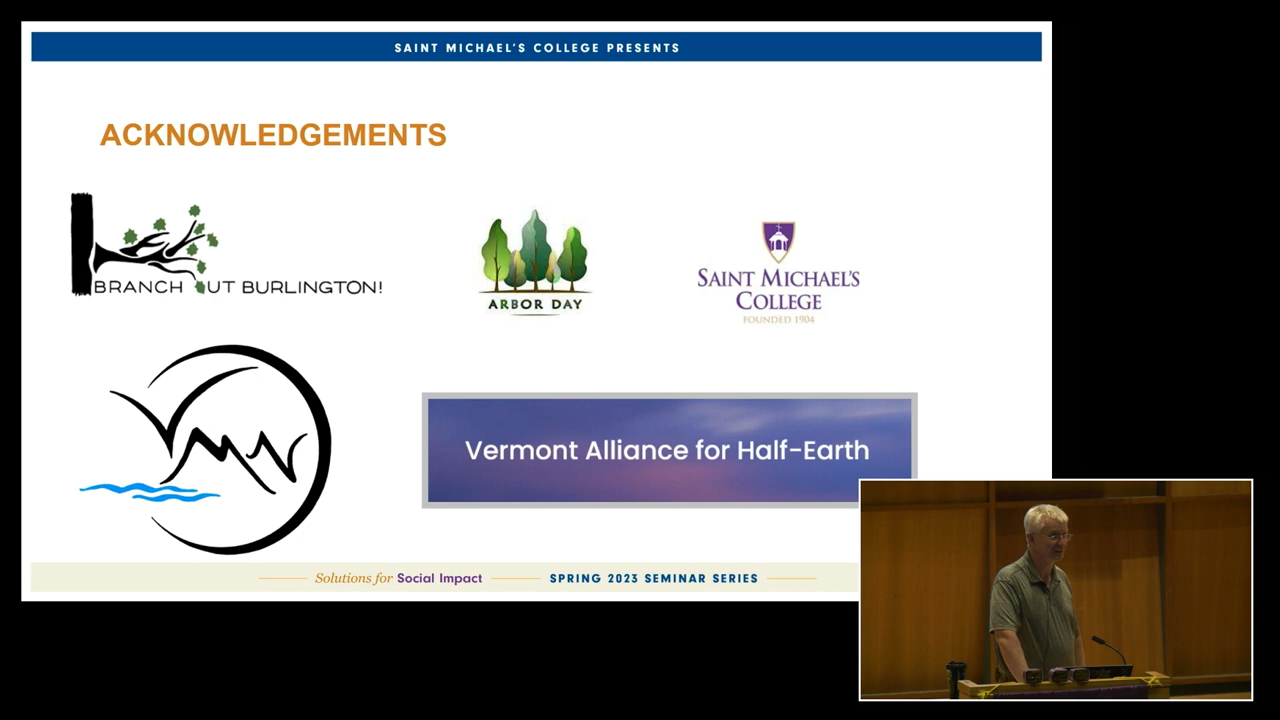 SAINT MICHAEL'S COLLEGE PRESENTS
ACKNOWLEDGEMENTS
BRANCH OUT BURLINGTON!
ARBOR DAY
SAINT MICHAEL'S
COLLEGE
FOUNDED 1904
VMN
Vermont Alliance for Half-Earth
Solutions for Social Impact
SPRING 2023 SEMINAR SERIES